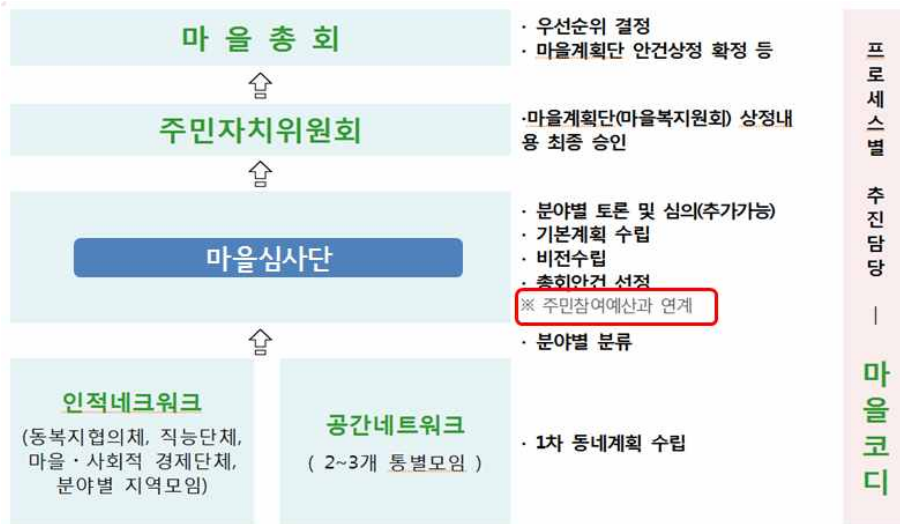 마 을 총 회
· 우선순위 결정
· 마을계획단 안건상정 확정 등
주민자치위원회
·마을계획단(마을복지원회) 상정내
용 최종 승인
마을심사단
· 분야별 토론 및 심의(추가가능)
· 기본계획 수립
· 비전수립
· 총회안건 선정
※ 주민참여예산과 연계
· 분야별 분류
인적네크워크
(동복지협의체, 직능단체,
마을・사회적 경제단체,
분야별 지역모임)
공간네트워크
( 2~3개 통별모임 )
· 1차 동네계획 수립
프로세스별 추진담당 | 마을코디